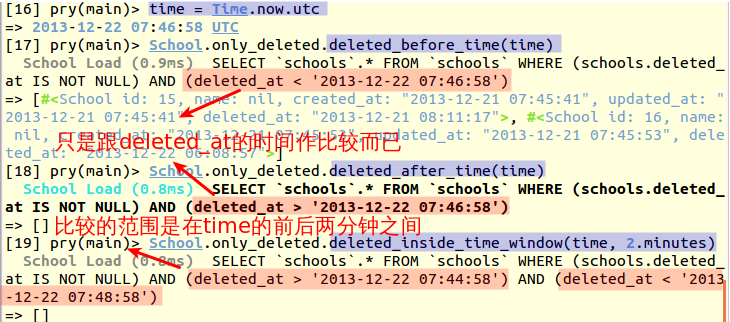 [16] pry(main)> time = Time.now.utc
=> 2013-12-22 07:46:58 UTC
[17] pry(main)> School.only_deleted.deleted_before_time(time)
School Load (0.9ms)  SELECT `schools`.* FROM `schools` WHERE (schools.deleted_
at IS NOT NULL) AND (deleted_at < '2013-12-22 07:46:58')
=> [#<School id: 15, name: nil, created_at: "2013-12-21 07:45:41", updated_at: "
2013-12-21 07:45:41", deleted_at: "2013-12-21 08:11:17">, #<School id: 16, name:
nil, created_at: "2013-12-21 07:45:53", updated_at: "2013-12-21 07:45:53", dele
ted_at: "2013-12-22 06:08:57">]
只是跟deleted_at的时间作比较而已
[18] pry(main)> School.only_deleted.deleted_after_time(time)
School Load (0.8ms)  SELECT `schools`.* FROM `schools` WHERE (schools.deleted_
at IS NOT NULL) AND (deleted_at > '2013-12-22 07:46:58')
=> []
比较的范围是在time的前后两分钟之间
[19] pry(main)> School.only_deleted.deleted_inside_time_window(time, 2.minutes)
School Load (0.8ms)  SELECT `schools`.* FROM `schools` WHERE (schools.deleted_
at IS NOT NULL) AND (deleted_at > '2013-12-22 07:44:58') AND (deleted_at < '2013
-12-22 07:48:58')
=> []